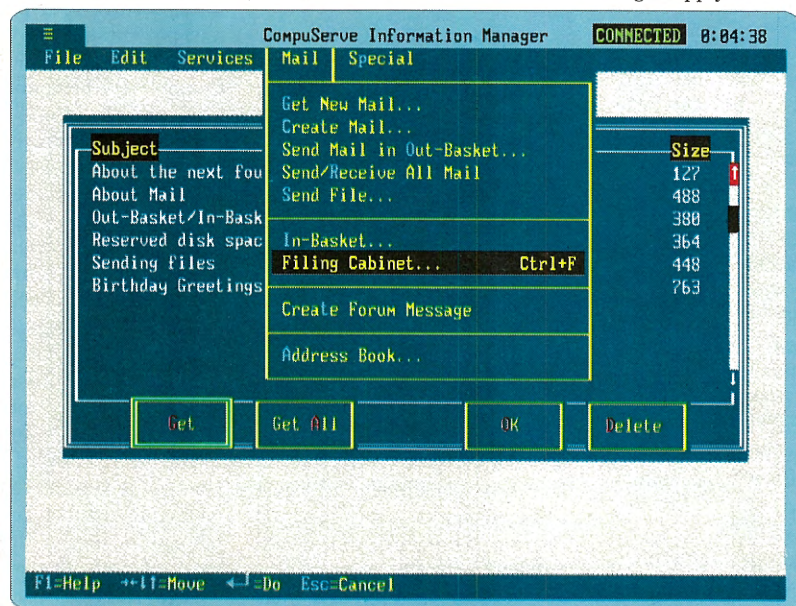 CompuServe Information Manager CONNECTED 0:04:38
File Edit Services Mail Special
Get New Mail...
Create Mail...
Send Mail in Out-Basket...
Send/Receive All Mail
Send File...
In-Basket...
Filing Cabinet... Ctrl+F
Create Forum Message
Address Book...
Subject Size
About the next fou 127
About Mail 488
Out-Basket/In-Bask 380
Reserved disk spac 364
Sending files 448
Birthday Greetings 763
Get Get All OK Delete
F1=Help →←↓↑=Move ←┘=Do Esc=Cancel